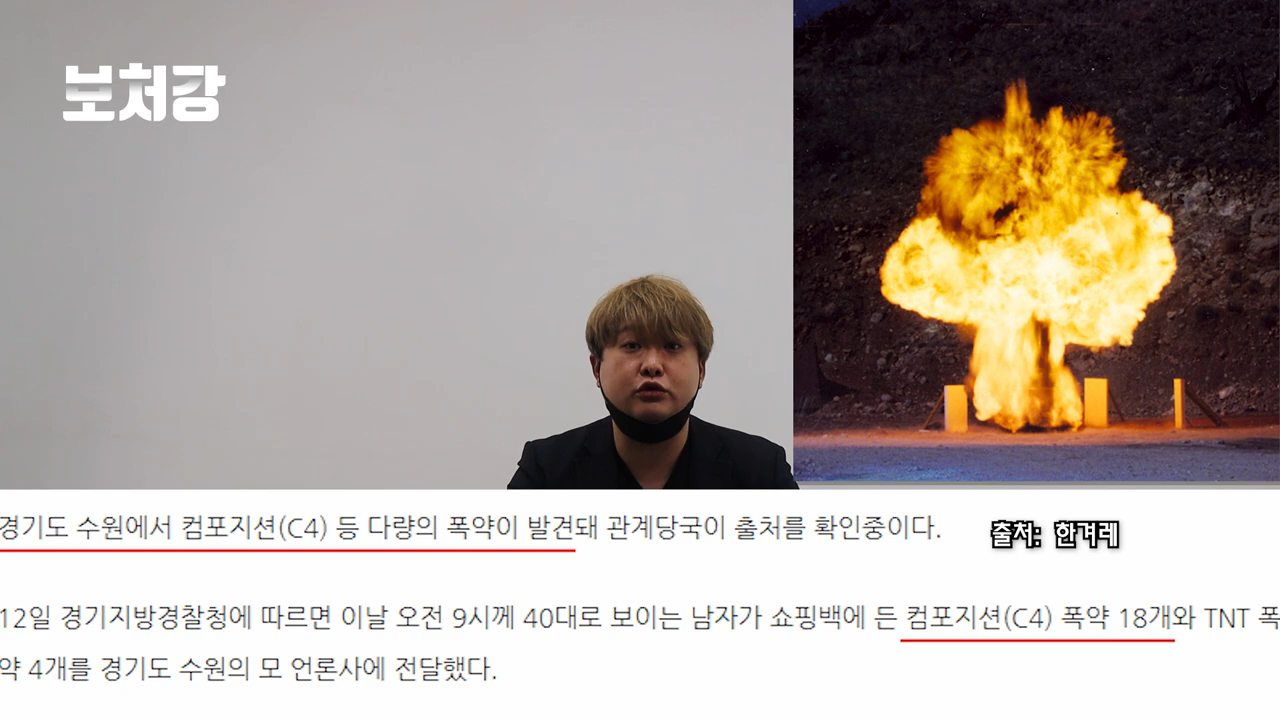 보처강
경기도 수원에서 컴포지션(C4) 등 다량의 폭약이 발견돼 관계당국이 출처를 확인중이다.
출처: 한겨레
12일 경기지방경찰청에 따르면 이날 오전 9시께 40대로 보이는 남자가 쇼핑백에 든 컴포지션(C4) 폭약 18개와 TNT 폭
약 4개를 경기도 수원의 모 언론사에 전달했다.